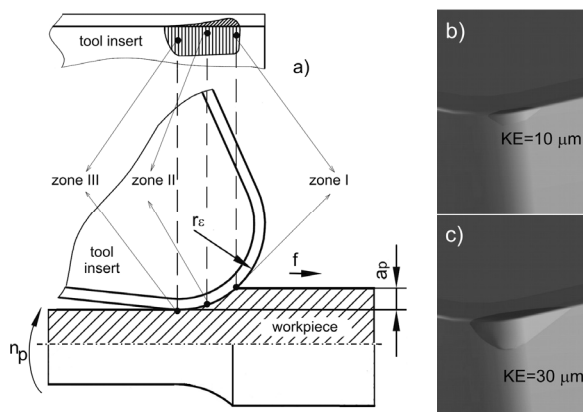 tool insert
a)
zone III
zone II
zone I
rε
tool
insert
f
ap
workpiece
np
b)
KE=10 μm
c)
KE=30 μm